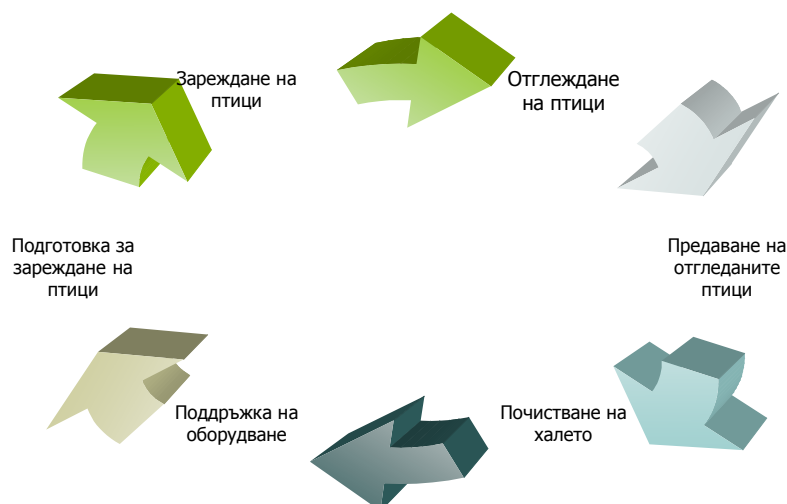 Зареждане на
птици
Отглеждане
на птици
Подготовка за
зареждане на
птици
Предаване на
отгледаните
птици
Поддръжка на
оборудване
Почистване на
халето